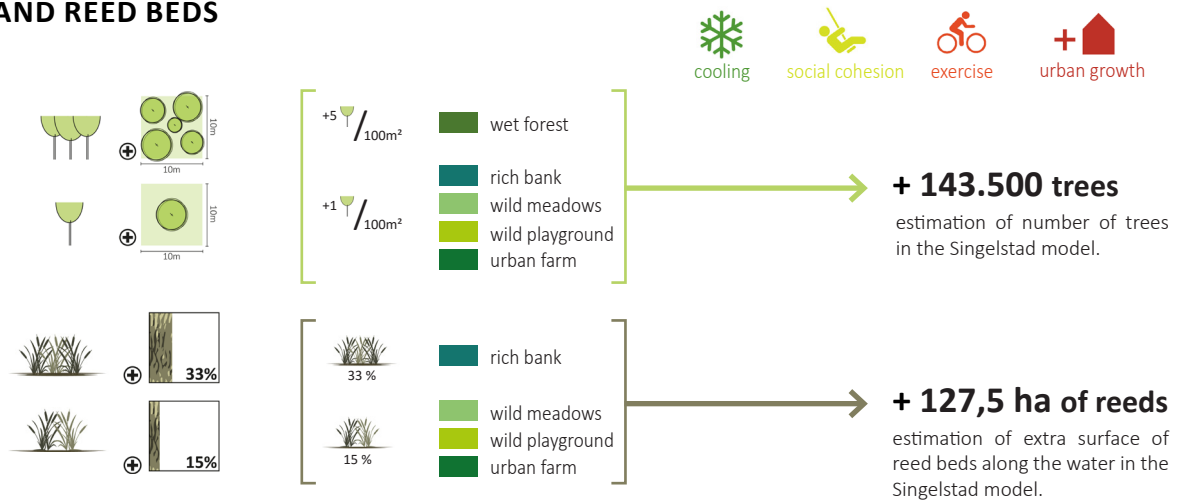 AND REED BEDS
cooling
social cohesion
exercise
+
urban growth
10m
10m
+5 /100m²
wet forest
10m
10m
+1 /100m²
rich bank
wild meadows
wild playground
urban farm
+ 143.500 trees
estimation of number of trees
in the Singelstad model.
33%
33 %
rich bank
15%
15 %
wild meadows
wild playground
urban farm
+ 127,5 ha of reeds
estimation of extra surface of
reed beds along the water in the
Singelstad model.